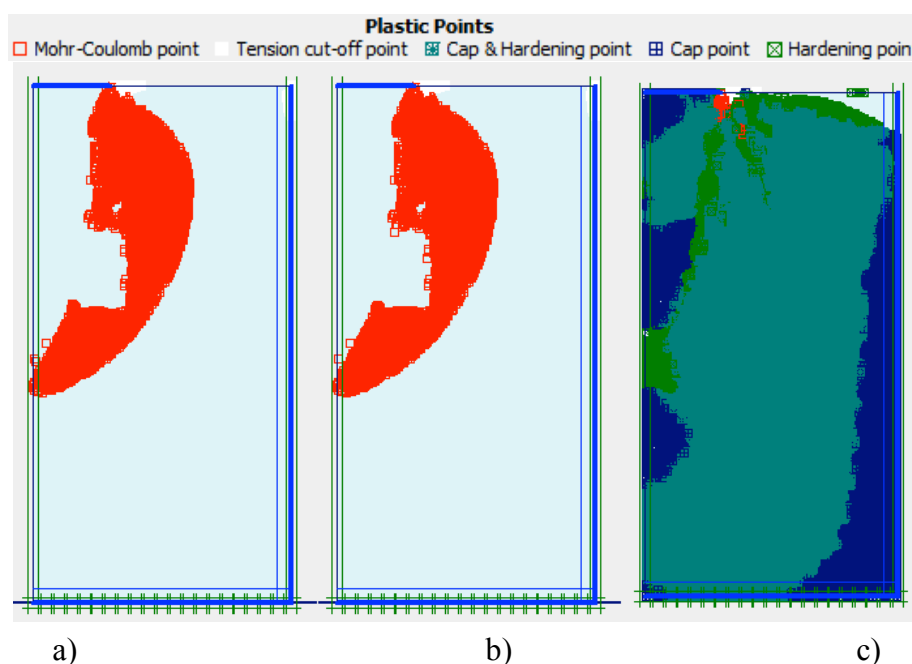 Plastic Points
Mohr-Coulomb point Tension cut-off point Cap & Hardening point Cap point Hardening poin
a) b) c)